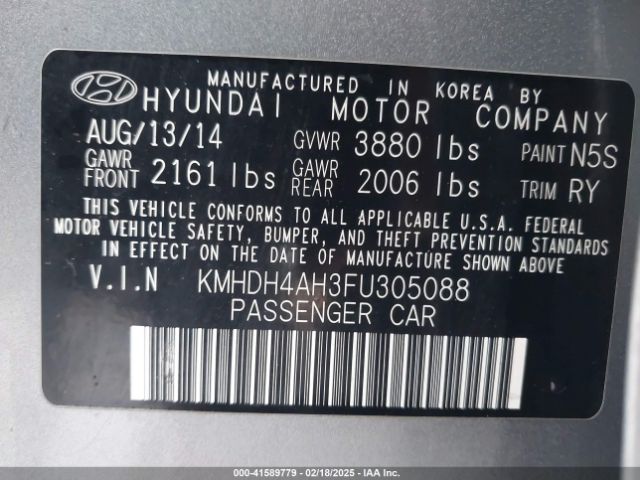 MANUFACTURED IN KOREA BY
HYUNDAI MOTOR COMPANY
AUG/13/14 GVWR 3880 lbs PAINT N5S
GAWR FRONT 2161 lbs GAWR REAR 2006 lbs TRIM RY
THIS VEHICLE CONFORMS TO ALL APPLICABLE U.S.A. FEDERAL
MOTOR VEHICLE SAFETY, BUMPER, AND THEFT PREVENTION STANDARDS
IN EFFECT ON THE DATE OF MANUFACTURE SHOWN ABOVE.
V.I.N KMHDH4AH3FU305088
PASSENGER CAR
000-41589779 - 02/18/2025 - IAA Inc.